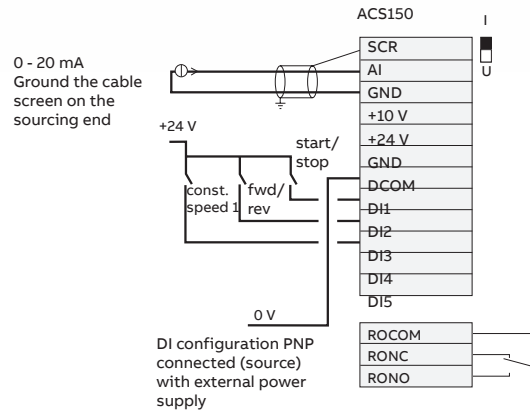 ACS150
I
U
0 - 20 mA
Ground the cable
screen on the
sourcing end
SCR
AI
GND
+10 V
+24 V
GND
DCOM
DI1
DI2
DI3
DI4
DI5
+24 V
start/
stop
const.
speed 1
fwd/
rev
0 V
DI configuration PNP
connected (source)
with external power
supply
ROCOM
RONC
RONO